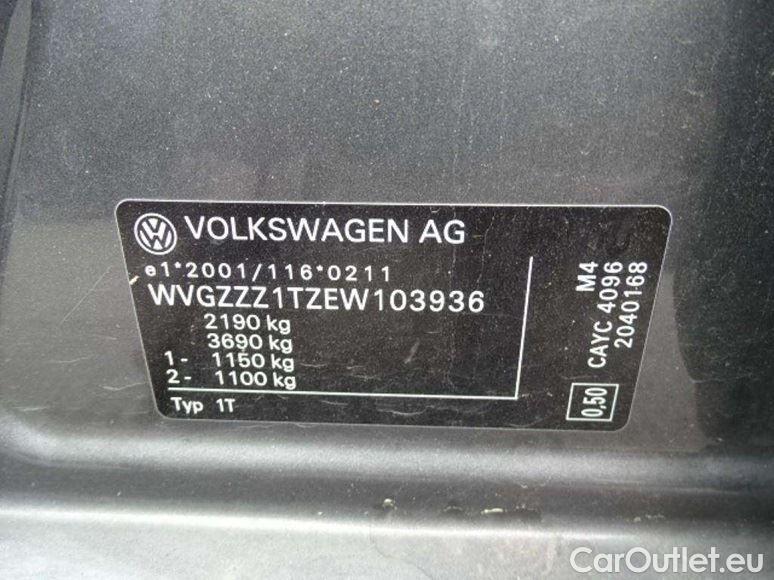 VOLKSWAGEN AG
e1*2001/116*0211
WVGZZZ1TZEW103936
2190 kg
3690 kg
1- 1150 kg
2- 1100 kg
Typ 1T
M4
CAYC 4096
2040168
0,50
CarOutlet.eu